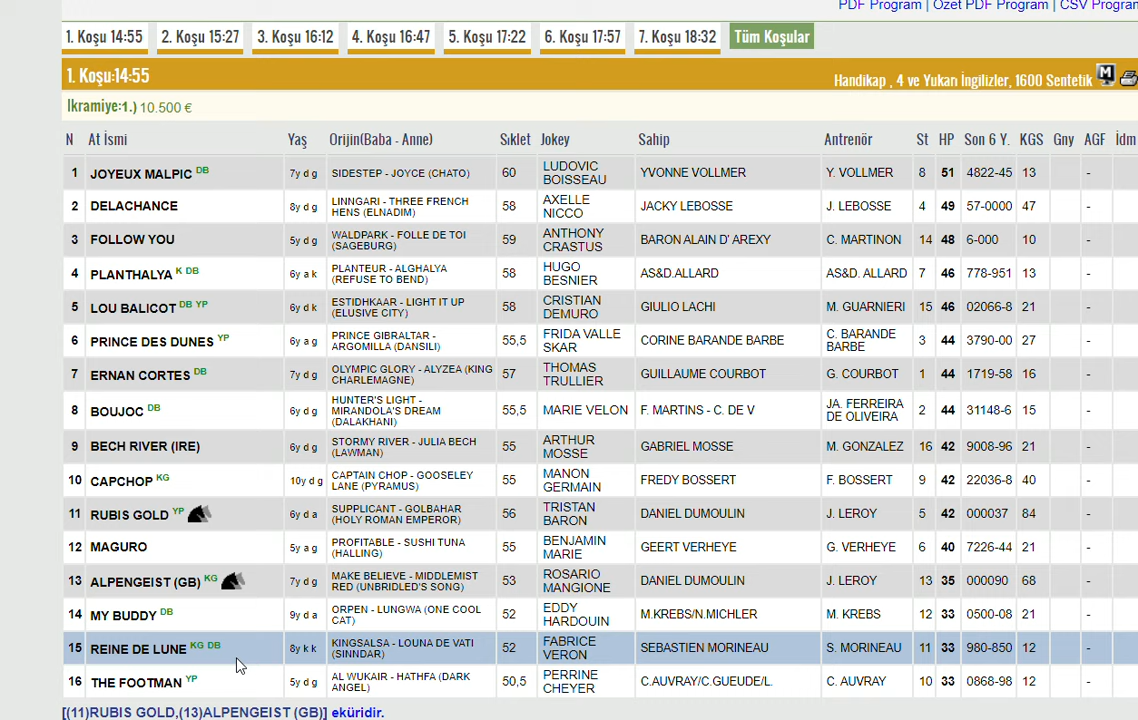 PDF Program | Özet PDF Program | CSV Program
1. Koşu 14:55 2. Koşu 15:27 3. Koşu 16:12 4. Koşu 16:47 5. Koşu 17:22 6. Koşu 17:57 7. Koşu 18:32 Tüm Koşular
1. Koşu:14:55
Handikap , 4 ve Yukarı İngilizler, 1600 Sentetik M
Ikramiye:1.) 10.500 €
N At İsmi Yaş Orijin(Baba - Anne) Sıklet Jokey Sahip Antrenör St HP Son 6 Y. KGS Gny AGF İdm
1 JOYEUX MALPIC DB 7y d g SIDESTEP - JOYCE (CHATO) 60 LUDOVIC BOISSEAU YVONNE VOLLMER Y. VOLLMER 8 51 4822-45 13 -
2 DELACHANCE 8y d g LINNGARI - THREE FRENCH HENS (ELNADIM) 58 AXELLE NICCO JACKY LEBOSSE J. LEBOSSE 4 49 57-0000 47 -
3 FOLLOW YOU 5y d g WALDPARK - FOLLE DE TOI (SAGEBURG) 59 ANTHONY CRASTUS BARON ALAIN D' AREXY C. MARTINON 14 48 6-000 10 -
4 PLANTHALYA K DB 6y a k PLANTEUR - ALGHALYA (REFUSE TO BEND) 58 HUGO BESNIER AS&D.ALLARD AS&D. ALLARD 7 46 778-951 13 -
5 LOU BALICOT DB YP 6y d k ESTIDHKAAR - LIGHT IT UP (ELUSIVE CITY) 58 CRISTIAN DEMURO GIULIO LACHI M. GUARNIERI 15 46 02066-8 21 -
6 PRINCE DES DUNES YP 6y a g PRINCE GIBRALTAR - ARGOMILLA (DANSILI) 55,5 FRIDA VALLE SKAR CORINE BARANDE BARBE C. BARANDE BARBE 3 44 3790-00 27 -
7 ERNAN CORTES DB 7y d g OLYMPIC GLORY - ALYZEA (KING CHARLEMAGNE) 57 THOMAS TRULLIER GUILLAUME COURBOT G. COURBOT 1 44 1719-58 16 -
8 BOUJOC DB 6y d g HUNTER'S LIGHT - MIRANDOLA'S DREAM (DALAKHANI) 55,5 MARIE VELON F. MARTINS - C. DE V JA. FERREIRA DE OLIVEIRA 2 44 31148-6 15 -
9 BECH RIVER (IRE) 6y d g STORMY RIVER - JULIA BECH (LAWMAN) 55 ARTHUR MOSSE GABRIEL MOSSE M. GONZALEZ 16 42 9008-96 21 -
10 CAPCHOP KG 10y d g CAPTAIN CHOP - GOOSELEY LANE (PYRAMUS) 55 MANON GERMAIN FREDY BOSSERT F. BOSSERT 9 42 22036-8 40 -
11 RUBIS GOLD YP 6y d a SUPPLICANT - GOLBAHAR (HOLY ROMAN EMPEROR) 56 TRISTAN BARON DANIEL DUMOULIN J. LEROY 5 42 000037 84 -
12 MAGURO 5y a g PROFITABLE - SUSHI TUNA (HALLING) 55 BENJAMIN MARIE GEERT VERHEYE G. VERHEYE 6 40 7226-44 21 -
13 ALPENGEIST (GB) KG 7y d g MAKE BELIEVE - MIDDLEMIST RED (UNBRIDLED'S SONG) 53 ROSARIO MANGIONE DANIEL DUMOULIN J. LEROY 13 35 000090 68 -
14 MY BUDDY DB 9y d a ORPEN - LUNGWA (ONE COOL CAT) 52 EDDY HARDOUIN M.KREBS/N.MICHLER M. KREBS 12 33 0500-08 21 -
15 REINE DE LUNE KG DB 8y k k KINGSALSA - LOUNA DE VATI (SINNDAR) 52 FABRICE VERON SEBASTIEN MORINEAU S. MORINEAU 11 33 980-850 12 -
16 THE FOOTMAN YP 5y d g AL WUKAIR - HATHFA (DARK ANGEL) 50,5 PERRINE CHEYER C.AUVRAY/C.GUEUDE/L. C. AUVRAY 10 33 0868-98 12 -
[(11)RUBIS GOLD,(13)ALPENGEIST (GB)] eküridir.